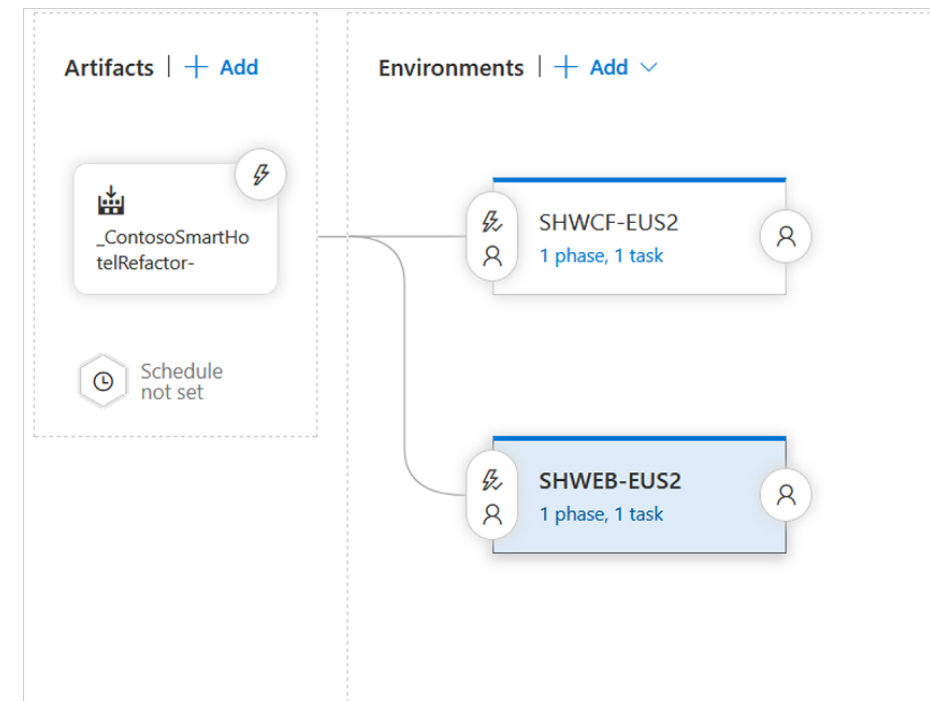 Artifacts | + Add
Environments | + Add
_ContosoSmartHo
telRefactor-
Schedule
not set
SHWCF-EUS2
1 phase, 1 task
SHWEB-EUS2
1 phase, 1 task